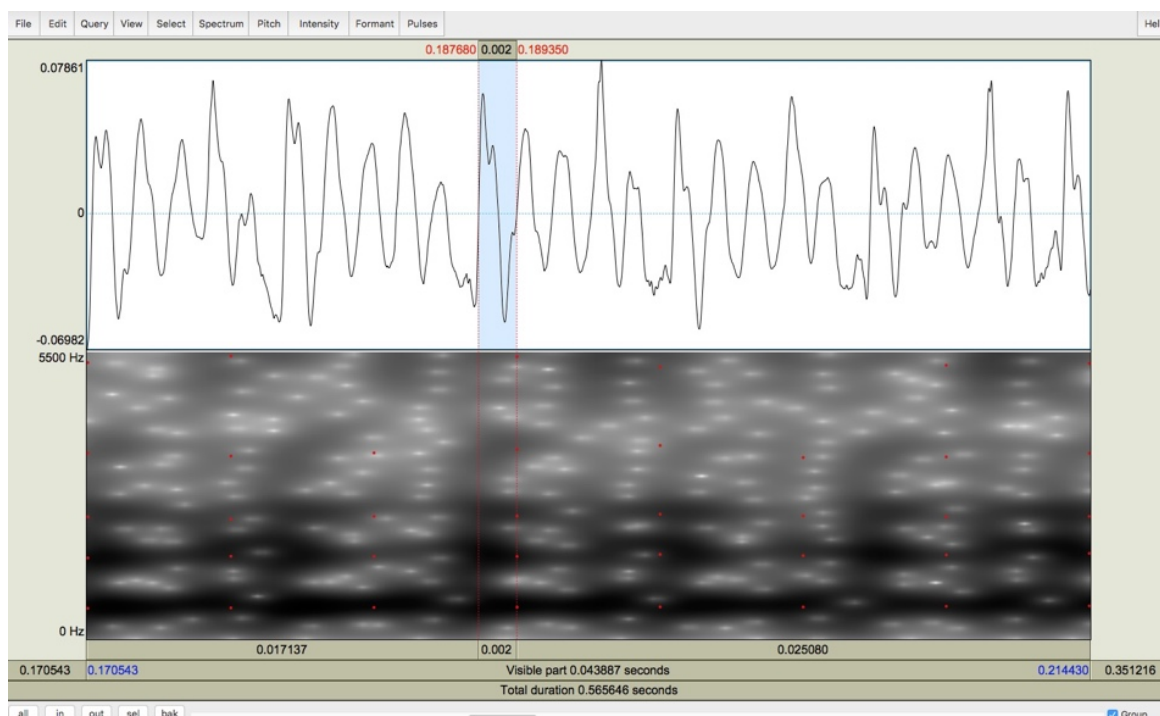 File Edit Query View Select Spectrum Pitch Intensity Formant Pulses Hel
0.187680 0.002 0.189350
0.07861
0
-0.06982
5500 Hz
0 Hz
0.017137 0.002 0.025080
0.170543 0.170543 Visible part 0.043887 seconds 0.214430 0.351216
Total duration 0.565646 seconds
all in out sel bak Group